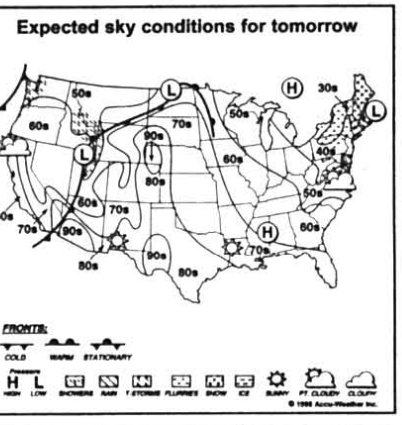 Expected sky conditions for tomorrow
50s
L
H
30s
L
60s
90s
70s
50s
60s
40s
L
80s
50s
60s
70s
60s
0s
70s
90s
H
70s
80s
90s
80s
FRONTS:
COLD WARM STATIONARY
Pressure
H L
HIGH LOW SHOWERS RAIN T-STORMS FLURRIES SNOW ICE SUNNY PT. CLOUDY CLOUDY
Accu-Weather Inc.